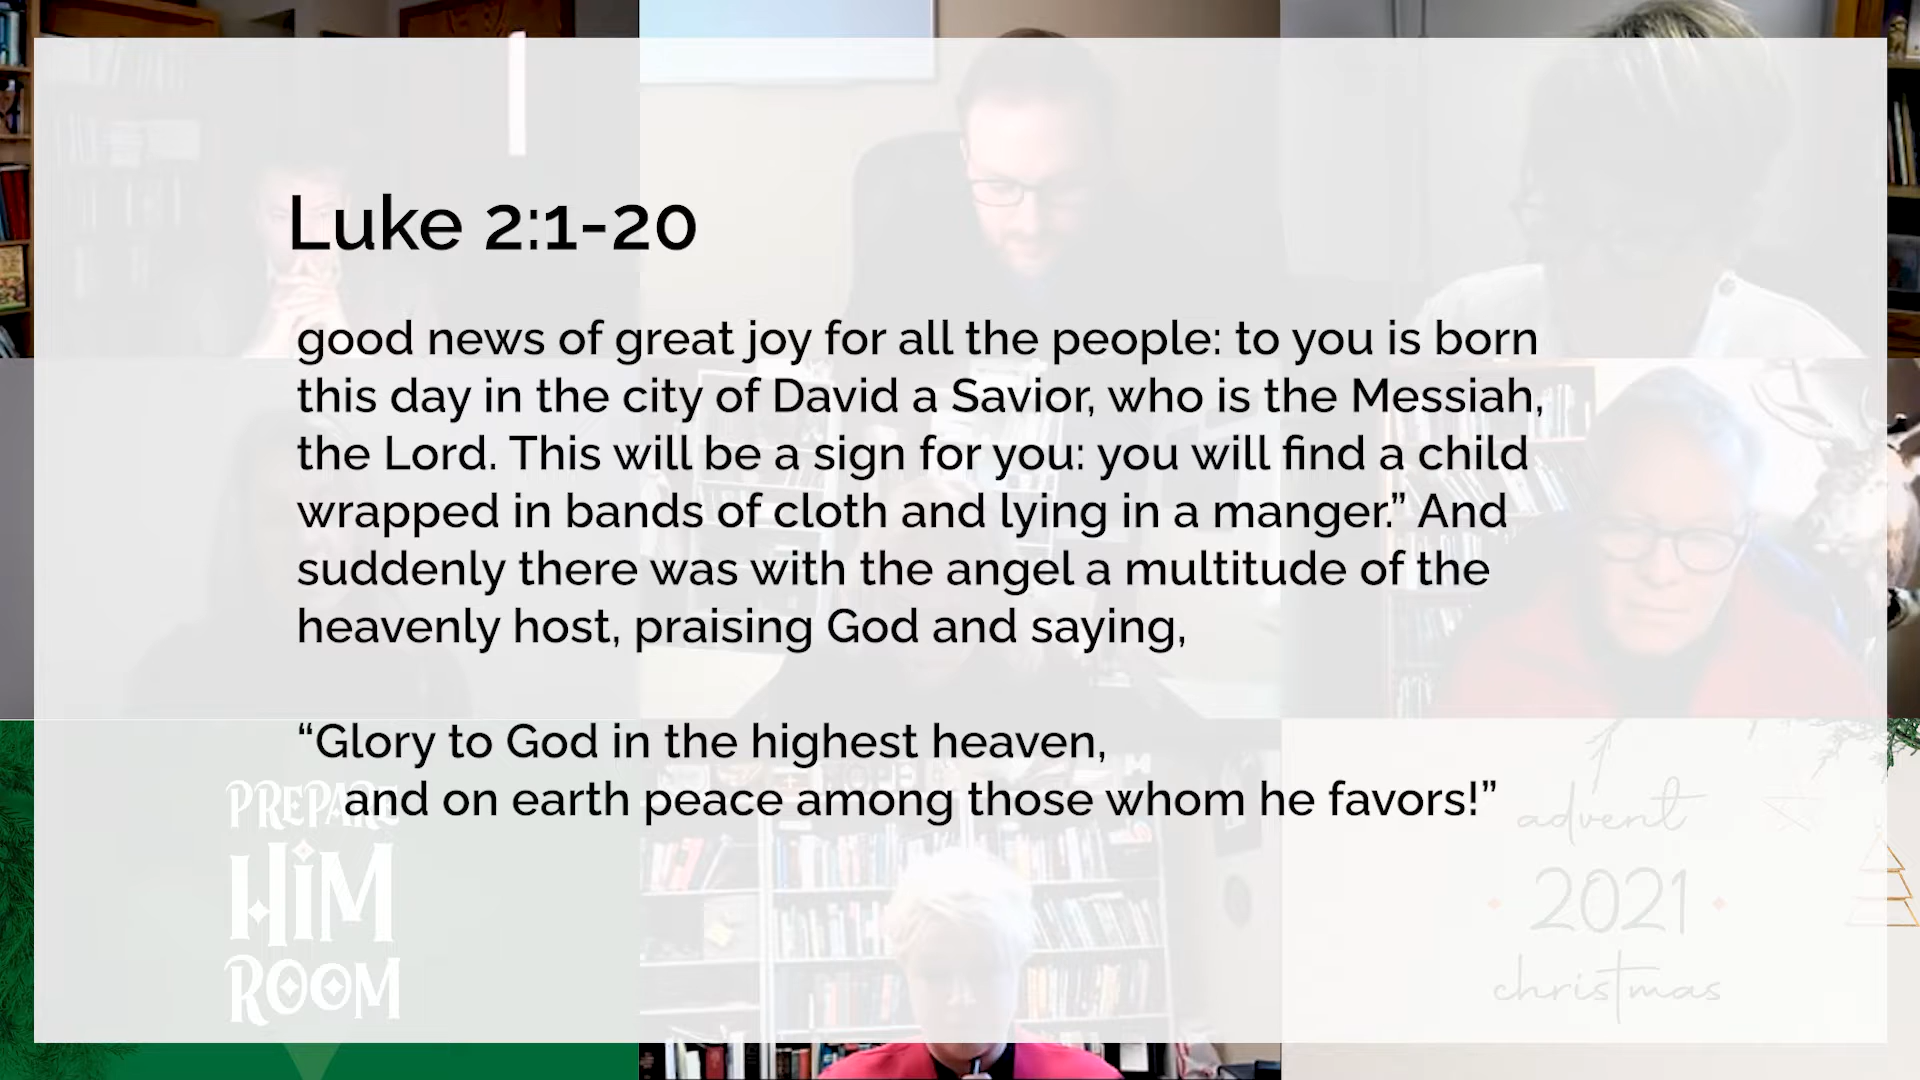 Luke 2:1-20
good news of great joy for all the people: to you is born
this day in the city of David a Savior, who is the Messiah,
the Lord. This will be a sign for you: you will find a child
wrapped in bands of cloth and lying in a manger.” And
suddenly there was with the angel a multitude of the
heavenly host, praising God and saying,
“Glory to God in the highest heaven,
and on earth peace among those whom he favors!”
PREPARE
HIM
ROOM
advent
2021
christmas